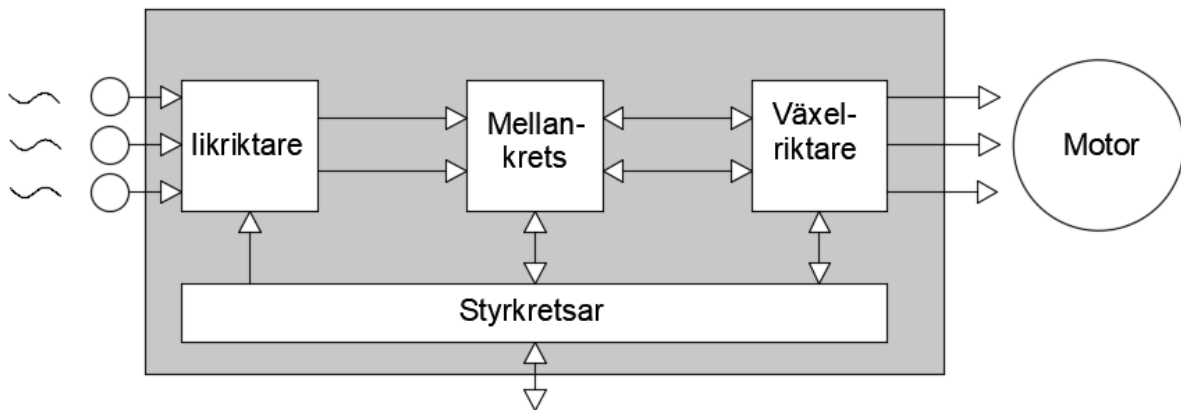 likriktare
Mellan-
krets
Växel-
riktare
Motor
Styrkretsar